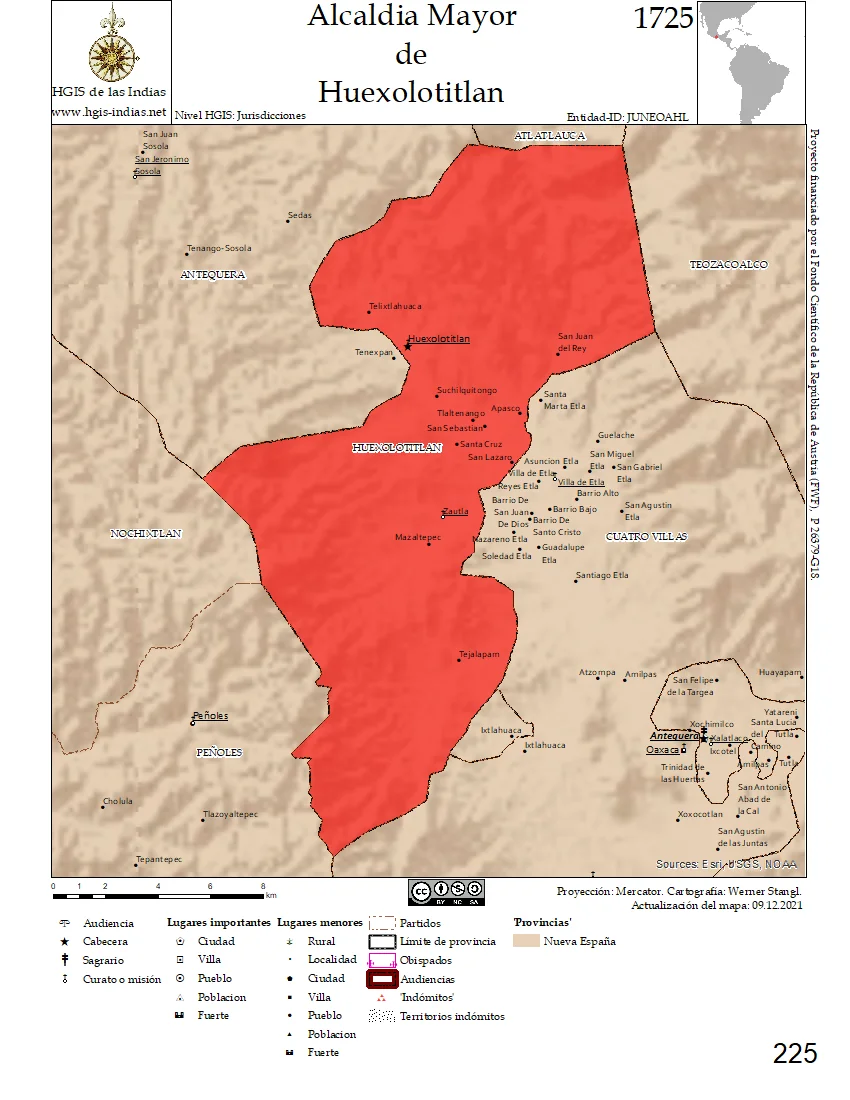 Alcaldia Mayor
de
Huexolotitlan
1725
HGIS de las Indias
www.hgis-indias.net
Nivel HGIS: Jurisdicciones
Entidad-ID: JUNEOAHL
Proyecto financiado por el Fondo Científico de la República de Austria (FWF), P 26379-G18.
ATLATLAUCA
San Juan
Sosola
San Jeronimo
Sosola
Sedas
Tenango-Sosola
ANTEQUERA
TEOZACOALCO
Telixtlahuaca
Huexolotitlan
Tenexpan
San Juan
del Rey
Suchilquitongo
Santa
Marta Etla
Tlaltenango
Apasco
San Sebastian
Guelache
HUEXOLOTITLAN
Santa Cruz
San Lazaro
Asuncion Etla
San Miguel
Etla
San Gabriel
Etla
Villa de Etla
Villa de Etla
Reyes Etla
Barrio Alto
Barrio De
San Juan
De Dios
Barrio Bajo
San Agustin
Etla
Barrio De
Santo Cristo
Zautla
NOCHIXTLAN
Mazaltepec
Nazareno Etla
CUATRO VILLAS
Guadalupe
Etla
Soledad Etla
Santiago Etla
Tejalapam
Atzompa
Amilpas
San Felipe
de la Targea
Huayapam
Peñoles
PEÑOLES
Ixtlahuaca
Ixtlahuaca
Yatareni
Xochimilco
Santa Lucia
del
Camino
Tutla
Antequera
Xalatlaco
Oaxaca
Ixcotel
Amilpas
Tutla
Trinidad de
las Huertas
San Antonio
Abad de
la Cal
Cholula
Tlazoyaltepec
Xoxocotlan
San Agustin
de las Juntas
Tepantepec
Sources: Esri, USGS, NOAA
0 1 2 4 6 8
km
CC
BY NC SA
Proyección: Mercator. Cartografía: Werner Stangl.
Actualización del mapa: 09.12.2021
Audiencia
Cabecera
Sagrario
Curato o misión
Lugares importantes
Ciudad
Villa
Pueblo
Poblacion
Fuerte
Lugares menores
Rural
Localidad
Ciudad
Villa
Pueblo
Poblacion
Fuerte
Partidos
Límite de provincia
Obispados
Audiencias
'Indómitos'
Territorios indómitos
'Provincias'
Nueva España
225